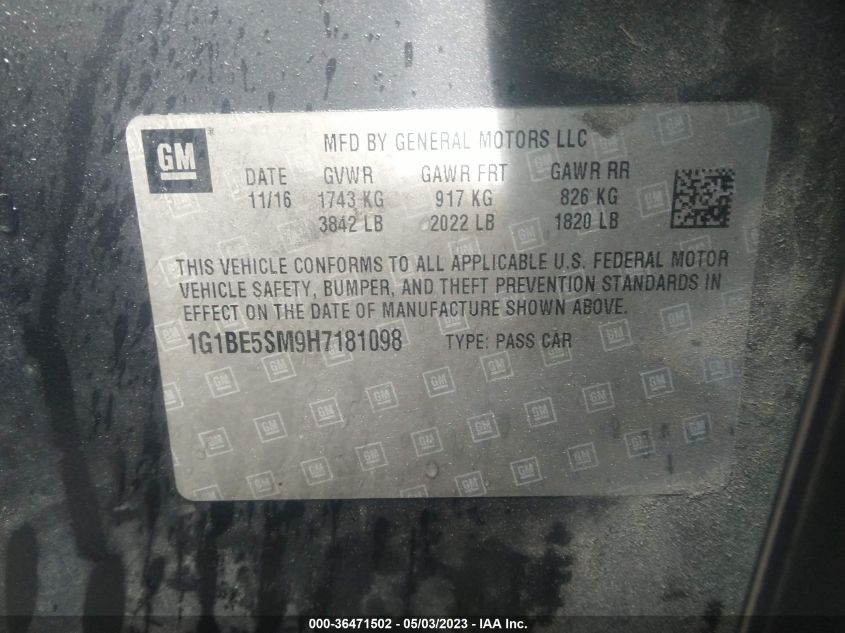 GM
MFD BY GENERAL MOTORS LLC
DATE GVWR GAWR FRT GAWR RR
11/16 1743 KG 917 KG 826 KG
3842 LB 2022 LB 1820 LB
THIS VEHICLE CONFORMS TO ALL APPLICABLE U.S. FEDERAL MOTOR
VEHICLE SAFETY, BUMPER, AND THEFT PREVENTION STANDARDS IN
EFFECT ON THE DATE OF MANUFACTURE SHOWN ABOVE.
1G1BE5SM9H7181098 TYPE: PASS CAR
000-36471502 - 05/03/2023 - IAA Inc.